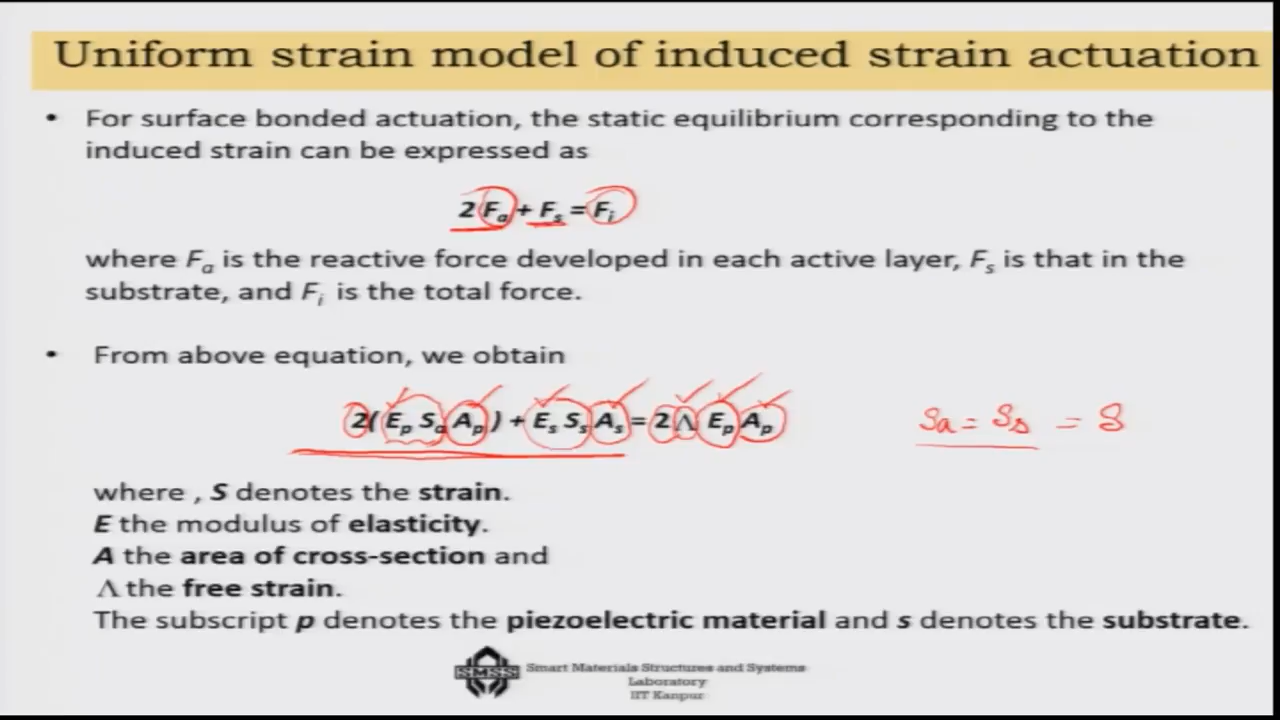 Uniform strain model of induced strain actuation
• For surface bonded actuation, the static equilibrium corresponding to the
induced strain can be expressed as
2 Fₐ + Fₛ = Fᵢ
where Fₐ is the reactive force developed in each active layer, Fₛ is that in the
substrate, and Fᵢ is the total force.
• From above equation, we obtain
2( Eₚ Sₐ Aₚ ) + Eₛ Sₛ Aₛ = 2 Λ Eₚ Aₚ
Sa = Ss = S
where , S denotes the strain.
E the modulus of elasticity.
A the area of cross-section and
Λ the free strain.
The subscript p denotes the piezoelectric material and s denotes the substrate.
SMSS
Smart Materials Structures and Systems
Laboratory
IIT Kanpur